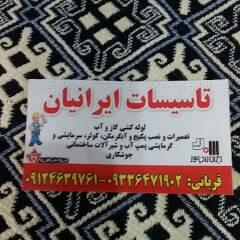 تاسیسات ایرانیان
لوله کشی گاز و آب
تعمیرات و نصب پکیج و آبگرمکن، کولر، سرمایشی و
گرمایشی پمپ آب و شیرآلات ساختمانی
جوشکاری
قربانی: ۰۹۳۳۶۴۷۱۹۰۲-۰۹۱۲۴۶۳۹۷۶۱